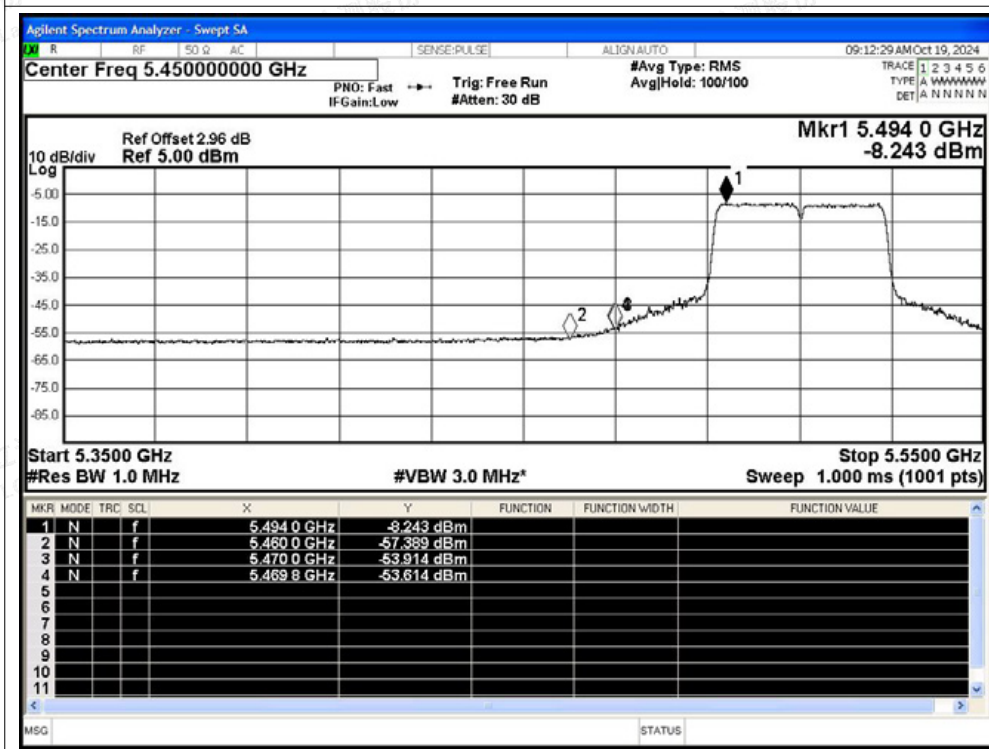 Agilent Spectrum Analyzer - Swept SA
LXI R RF 50 Ω AC SENSE:PULSE ALIGN AUTO 09:12:29 AM Oct 19, 2024
Center Freq 5.450000000 GHz
PNO: Fast
IFGain:Low
Trig: Free Run
#Atten: 30 dB
#Avg Type: RMS
Avg|Hold: 100/100
TRACE 1 2 3 4 5 6
TYPE A WWWWW
DET A N N N N N
Ref Offset 2.96 dB
Ref 5.00 dBm
10 dB/div
Log
Mkr1 5.494 0 GHz
-8.243 dBm
1
-5.00
-15.0
-25.0
-35.0
-45.0
2
-55.0
-65.0
-75.0
-85.0
Start 5.3500 GHz Stop 5.5500 GHz
#Res BW 1.0 MHz #VBW 3.0 MHz* Sweep 1.000 ms (1001 pts)
MKR MODE TRC SCL X Y FUNCTION FUNCTION WIDTH FUNCTION VALUE
1 N f 5.494 0 GHz -8.243 dBm
2 N f 5.460 0 GHz -57.389 dBm
3 N f 5.470 0 GHz -53.914 dBm
4 N f 5.469 8 GHz -53.614 dBm
5
6
7
8
9
10
11
MSG STATUS